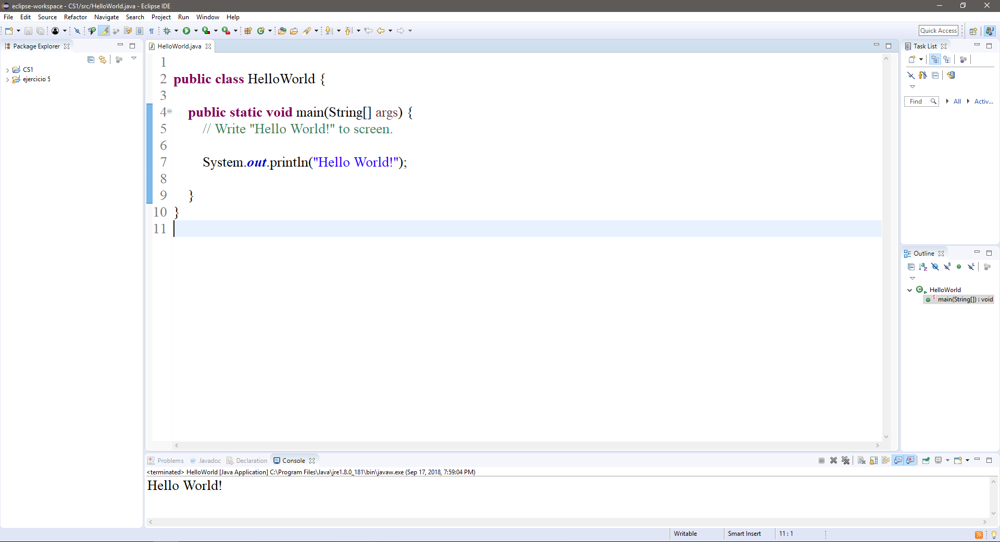 eclipse-workspace - CS1/src/HelloWorld.java - Eclipse IDE
File Edit Source Refactor Navigate Search Project Run Window Help
Quick Access
Package Explorer
CS1
ejercicio 5
HelloWorld.java
1
2 public class HelloWorld {
3
4 public static void main(String[] args) {
5 // Write "Hello World!" to screen.
6
7 System.out.println("Hello World!");
8
9 }
10 }
11
Task List
Find All Activ...
Outline
HelloWorld
main(String[]) : void
Problems @ Javadoc Declaration Console
<terminated> HelloWorld [Java Application] C:\Program Files\Java\jre1.8.0_181\bin\javaw.exe (Sep 17, 2018, 7:59:04 PM)
Hello World!
Writable Smart Insert 11 : 1